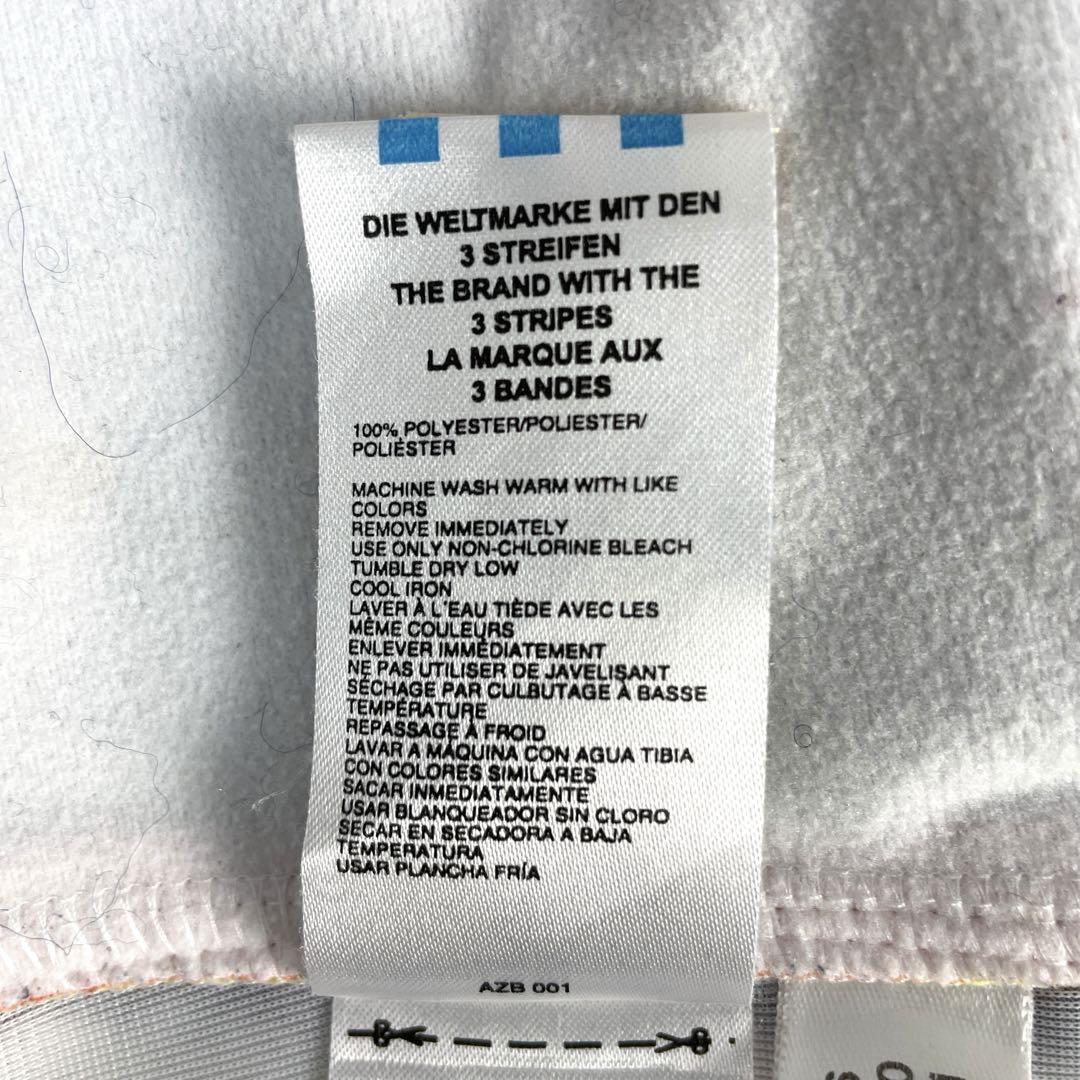 DIE WELTMARKE MIT DEN
3 STREIFEN
THE BRAND WITH THE
3 STRIPES
LA MARQUE AUX
3 BANDES
100% POLYESTER/POLIESTER/
POLIÉSTER
MACHINE WASH WARM WITH LIKE
COLORS
REMOVE IMMEDIATELY
USE ONLY NON-CHLORINE BLEACH
TUMBLE DRY LOW
COOL IRON
LAVER À L'EAU TIÈDE AVEC LES
MÊME COULEURS
ENLEVER IMMÉDIATEMENT
NE PAS UTILISER DE JAVELISANT
SÉCHAGE PAR CULBUTAGE À BASSE
TEMPÉRATURE
REPASSAGE À FROID
LAVAR A MÁQUINA CON AGUA TIBIA
CON COLORES SIMILARES
SACAR INMEDIATAMENTE
USAR BLANQUEADOR SIN CLORO
SECAR EN SECADORA A BAJA
TEMPERATURA
USAR PLANCHA FRÍA
AZB 001